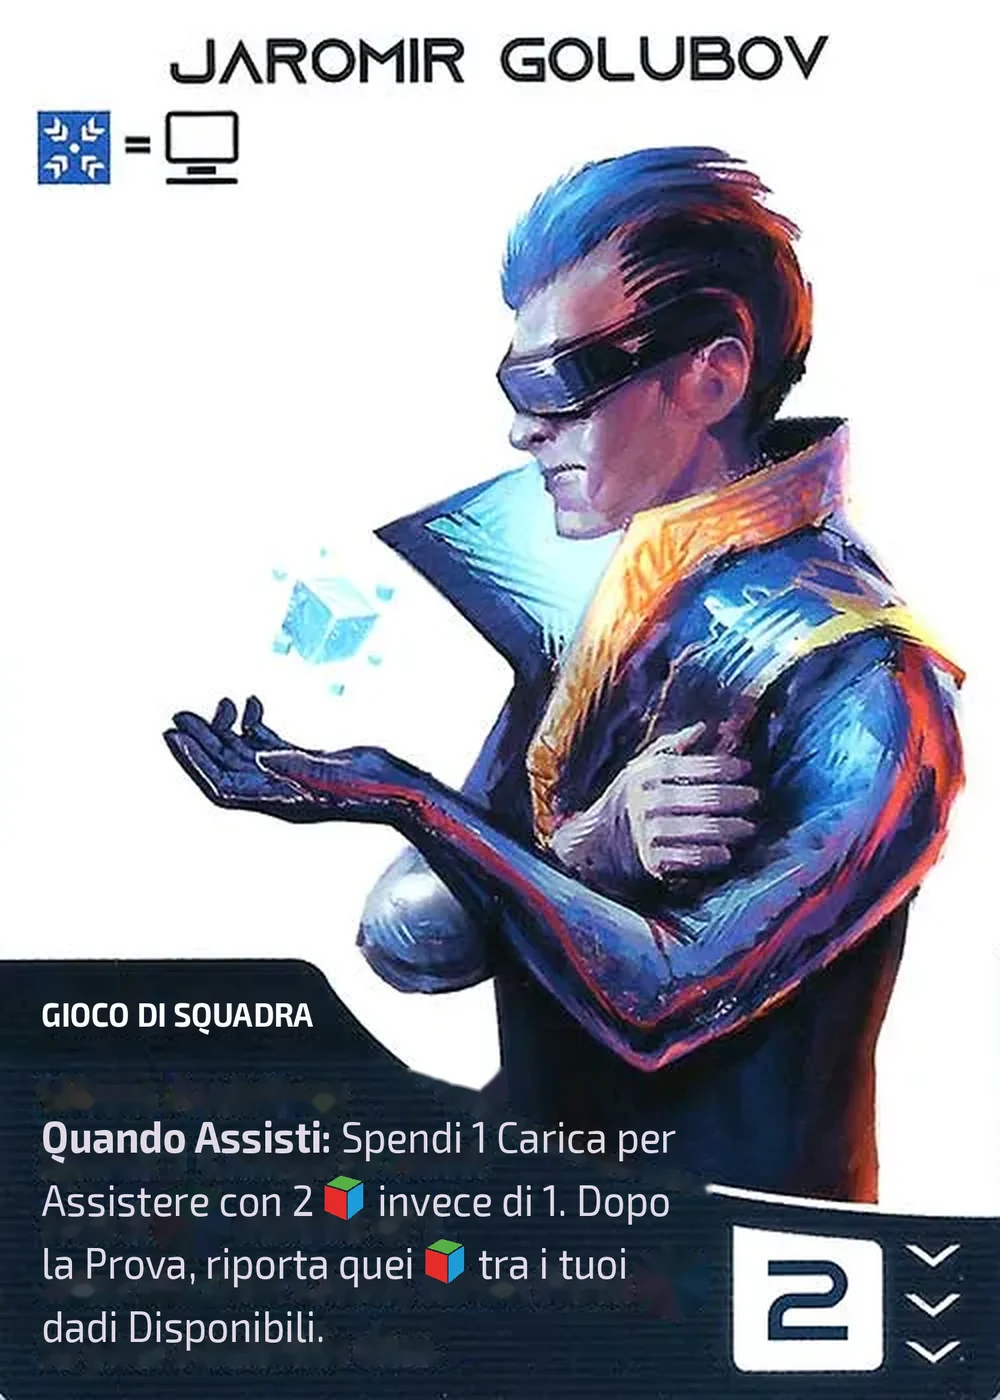 JAROMIR GOLUBOV
=
GIOCO DI SQUADRA
Quando Assisti: Spendi 1 Carica per
Assistere con 2 invece di 1. Dopo
la Prova, riporta quei tra i tuoi
dadi Disponibili.
2